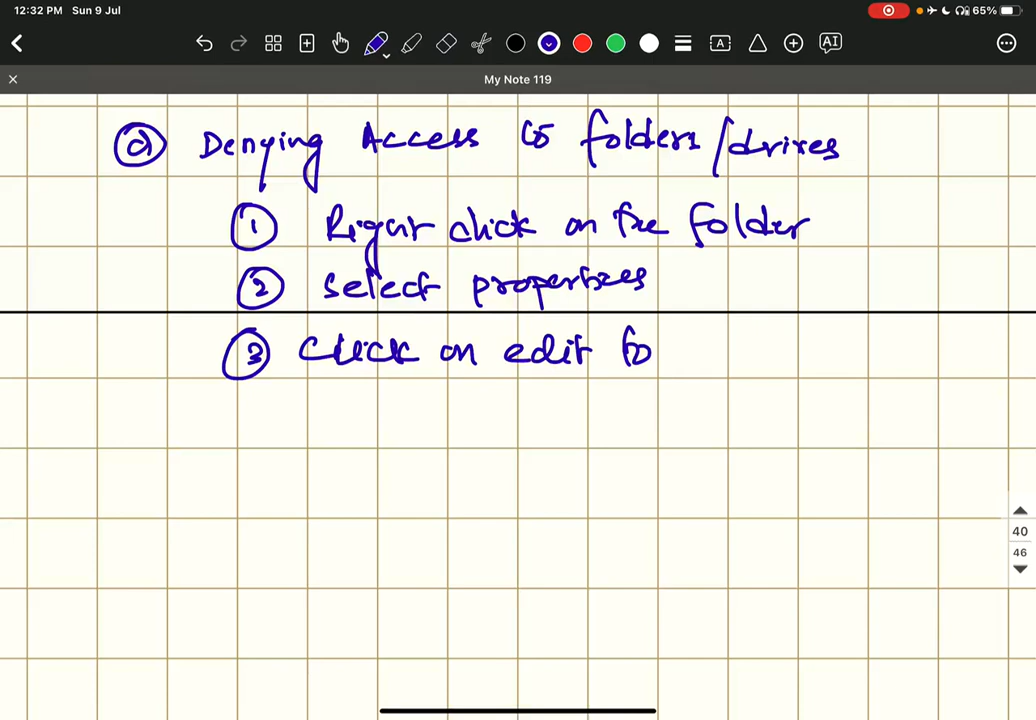 12:32 PM Sun 9 Jul 65%
A AI
My Note 119
a Denying Access to folders/drives
1 Right click on the folder
2 Select properties
3 Click on edit to
40
46